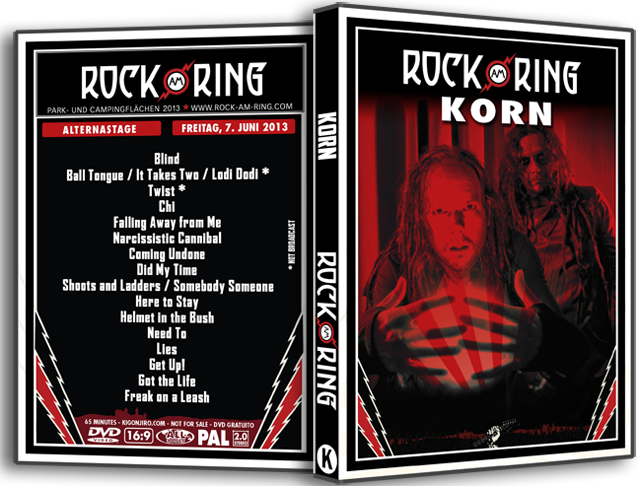 ROCK AM RING
PARK- UND CAMPINGFLÄCHEN 2013 ★ WWW.ROCK-AM-RING.COM
ALTERNASTAGE
FREITAG, 7. JUNI 2013
Blind
Ball Tongue / It Takes Two / Lodi Dodi *
Twist *
Chi
Falling Away from Me
Narcissistic Cannibal
Coming Undone
Did My Time
Shoots and Ladders / Somebody Someone
Here to Stay
Helmet in the Bush
Need To
Lies
Get Up!
Got the Life
Freak on a Leash
* NOT BROADCAST
65 MINUTES - KIGONJIRO.COM - NOT FOR SALE - DVD GRATUITO
DVD
VIDEO
16:9
ALL
PAL
2.0
STEREO
KORN
ROCK AM RING
K
ROCK AM RING
KORN